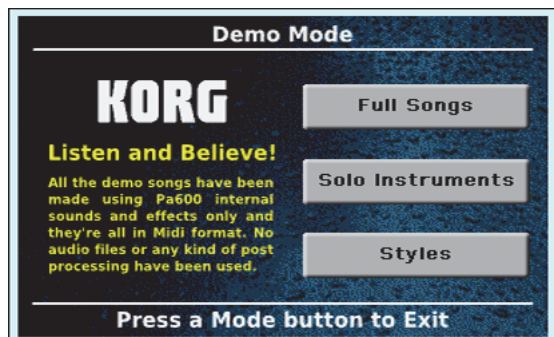 Demo Mode
KORG
Full Songs
Listen and Believe!
Solo Instruments
All the demo songs have been
made using Pa600 internal
sounds and effects only and
they're all in Midi format. No
audio files or any kind of post
processing have been used.
Styles
Press a Mode button to Exit